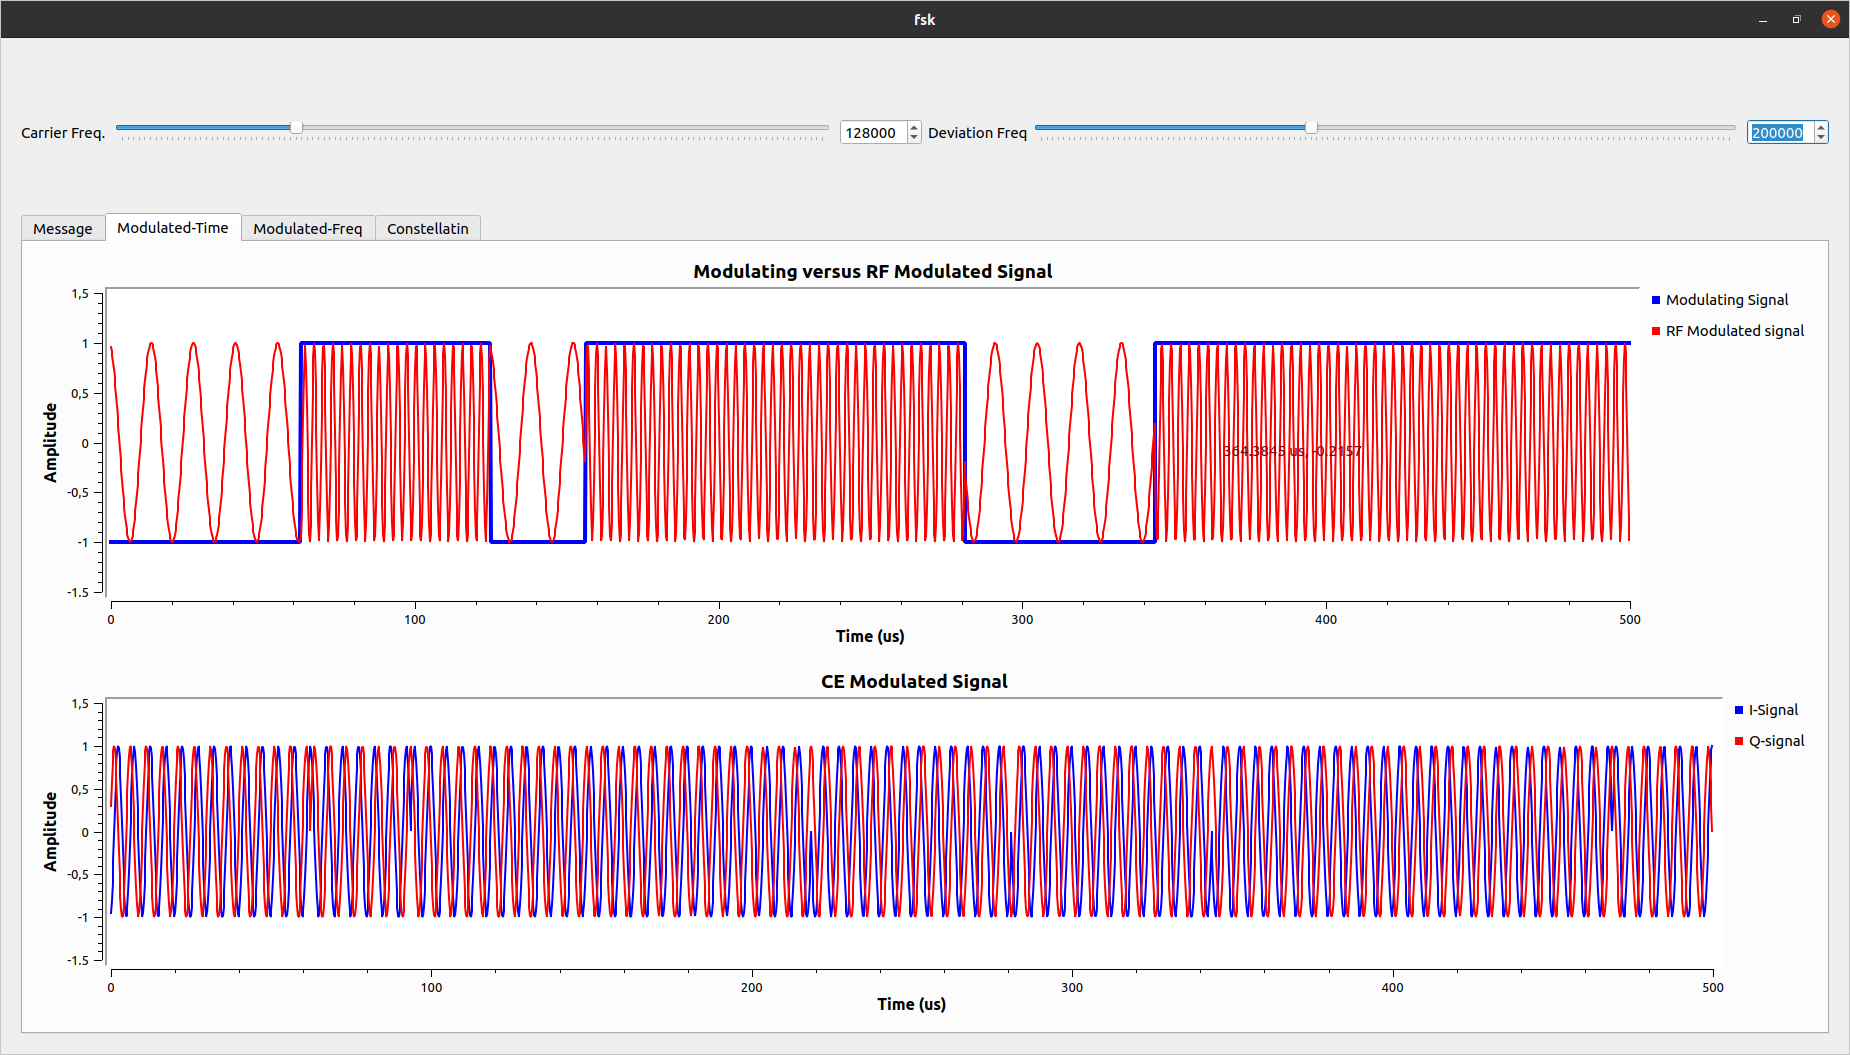 fsk
Carrier Freq.
128000
Deviation Freq
200000
Message
Modulated-Time
Modulated-Freq
Constellatin
Modulating versus RF Modulated Signal
1,5
1
0,5
0
-0,5
-1
-1.5
Amplitude
364.3845 us, -0.2157
0
100
200
300
400
500
Time (us)
Modulating Signal
RF Modulated signal
CE Modulated Signal
1,5
1
0,5
0
-0,5
-1
-1.5
Amplitude
0
100
200
300
400
500
Time (us)
I-Signal
Q-signal